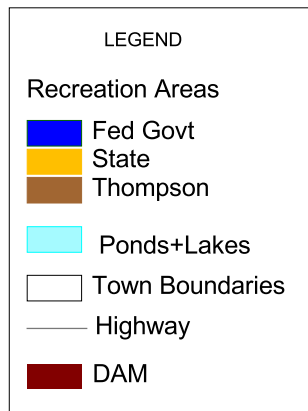 LEGEND
Recreation Areas
Fed Govt
State
Thompson
Ponds+Lakes
Town Boundaries
Highway
DAM